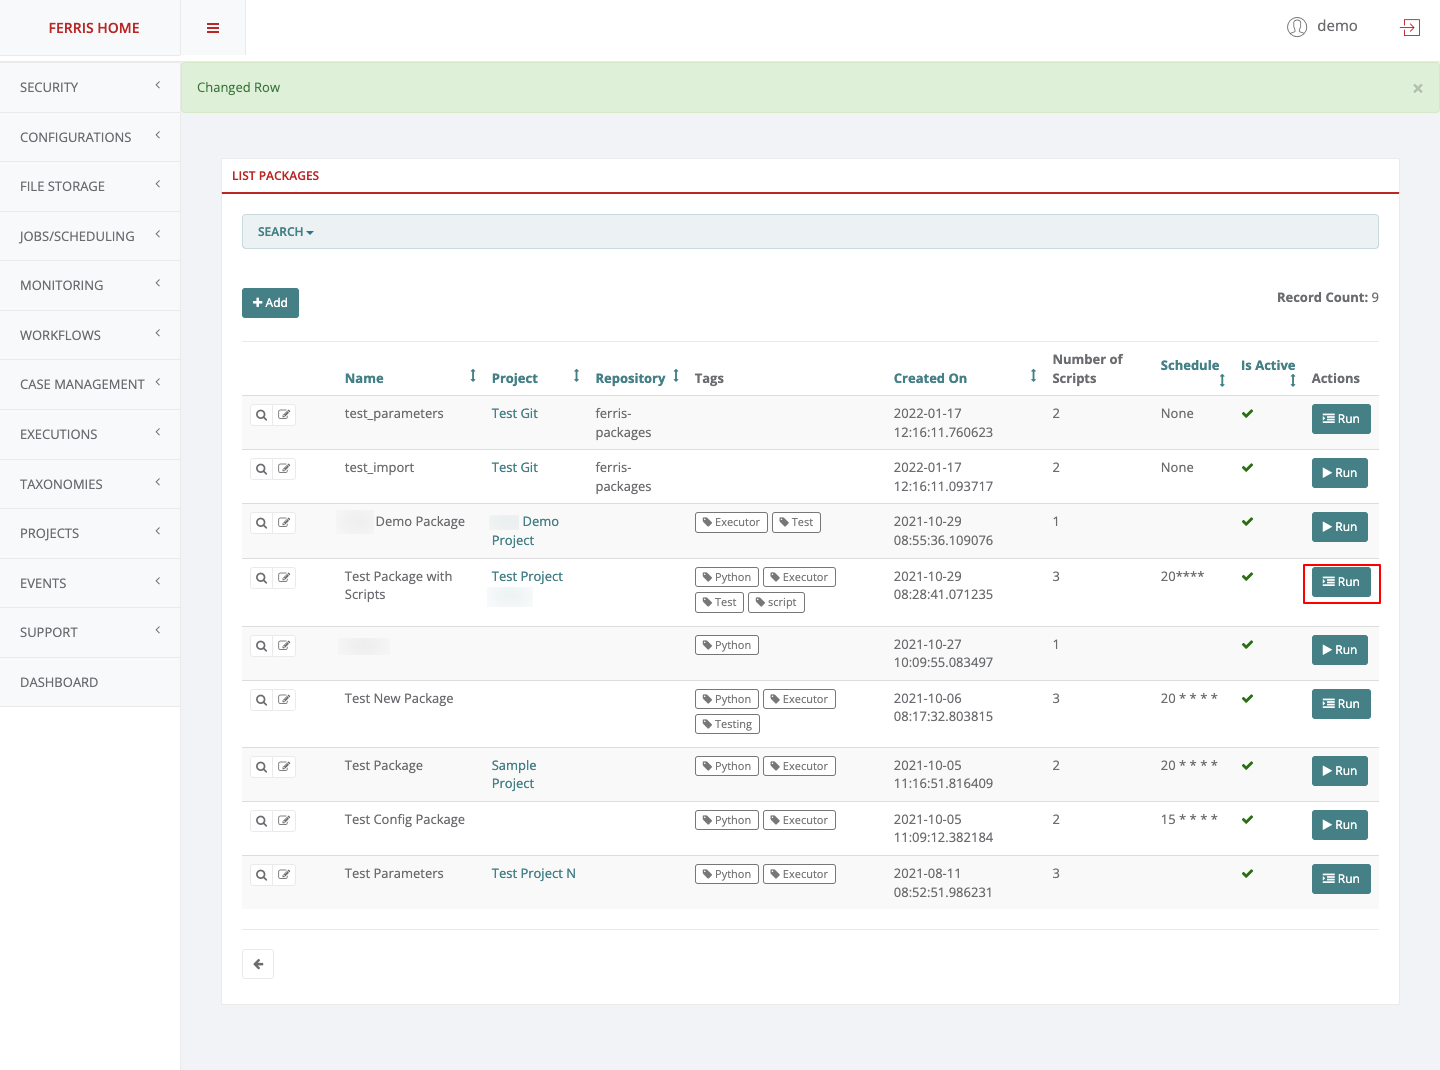 FERRIS HOME
demo
SECURITY
CONFIGURATIONS
FILE STORAGE
JOBS/SCHEDULING
MONITORING
WORKFLOWS
CASE MANAGEMENT
EXECUTIONS
TAXONOMIES
PROJECTS
EVENTS
SUPPORT
DASHBOARD
Changed Row ×
LIST PACKAGES
SEARCH
+ Add
Record Count: 9
Name Project Repository Tags Created On Number of Scripts Schedule Is Active Actions
test_parameters Test Git ferris-packages 2022-01-17 12:16:11.760623 2 None Run
test_import Test Git ferris-packages 2022-01-17 12:16:11.093717 2 None Run
Demo Package Demo Project Executor Test 2021-10-29 08:55:36.109076 1 Run
Test Package with Scripts Test Project Python Executor Test script 2021-10-29 08:28:41.071235 3 20**** Run
Python 2021-10-27 10:09:55.083497 1 Run
Test New Package Python Executor Testing 2021-10-06 08:17:32.803815 3 20 * * * * Run
Test Package Sample Project Python Executor 2021-10-05 11:16:51.816409 2 20 * * * * Run
Test Config Package Python Executor 2021-10-05 11:09:12.382184 2 15 * * * * Run
Test Parameters Test Project N Python Executor 2021-08-11 08:52:51.986231 3 Run